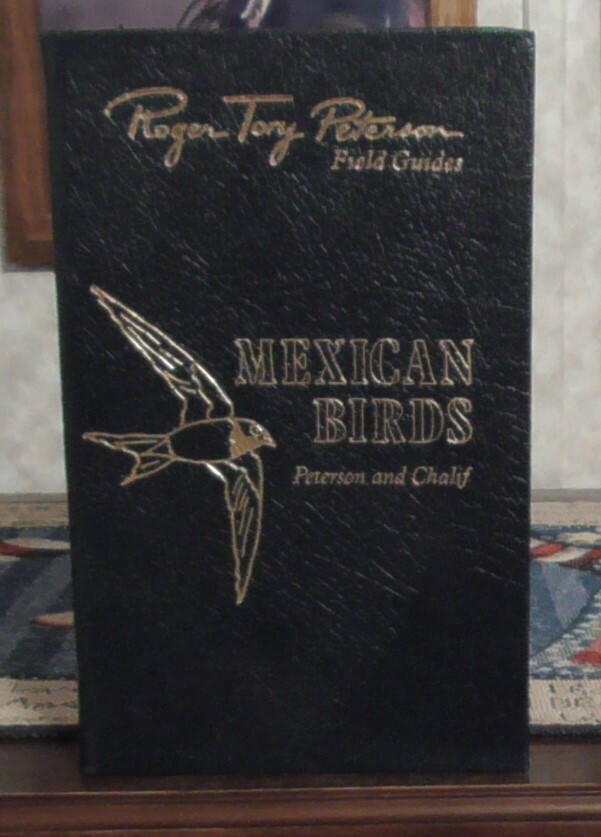 Roger Tory Peterson
Field Guides
MEXICAN
BIRDS
Peterson and Chalif